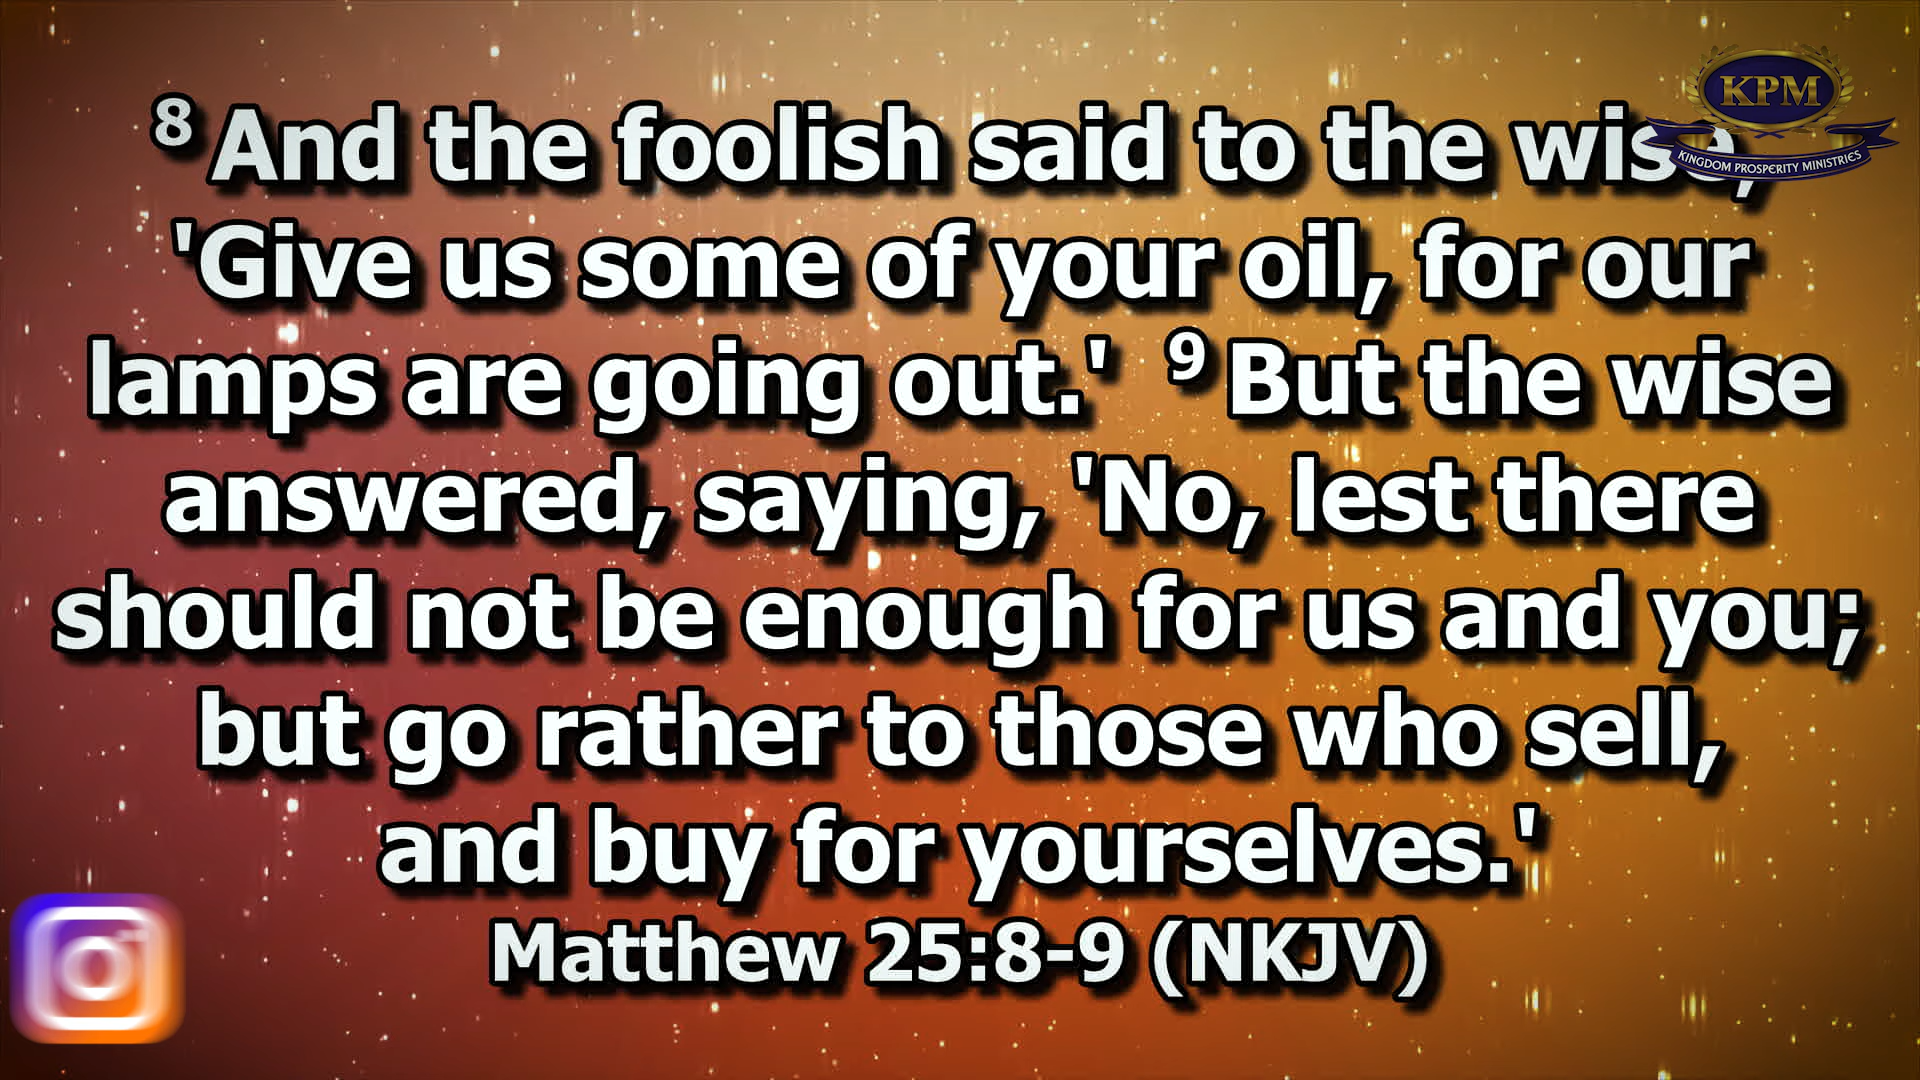 KPM
KINGDOM PROSPERITY MINISTRIES
8 And the foolish said to the wise,
'Give us some of your oil, for our
lamps are going out.' 9 But the wise
answered, saying, 'No, lest there
should not be enough for us and you;
but go rather to those who sell,
and buy for yourselves.'
Matthew 25:8-9 (NKJV)